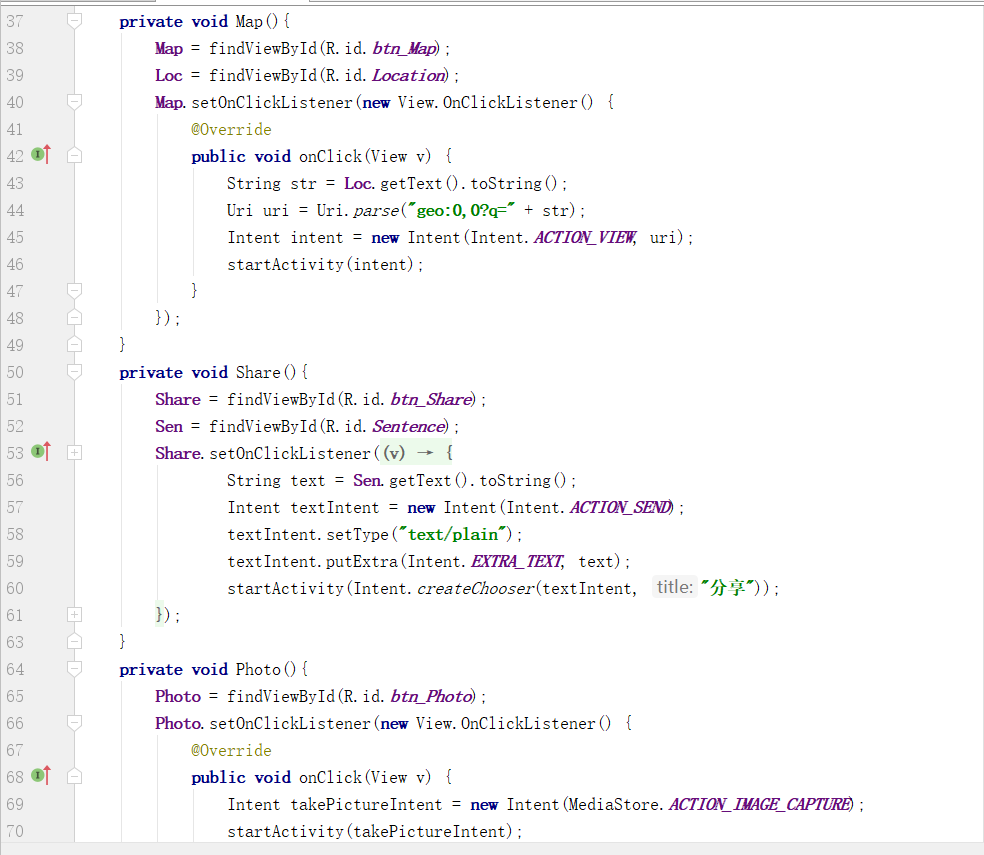 37 private void Map(){
38 Map = findViewById(R.id.btn_Map);
39 Loc = findViewById(R.id.Location);
40 Map.setOnClickListener(new View.OnClickListener() {
41 @Override
42 public void onClick(View v) {
43 String str = Loc.getText().toString();
44 Uri uri = Uri.parse("geo:0,0?q=" + str);
45 Intent intent = new Intent(Intent.ACTION_VIEW, uri);
46 startActivity(intent);
47 }
48 });
49 }
50 private void Share(){
51 Share = findViewById(R.id.btn_Share);
52 Sen = findViewById(R.id.Sentence);
53 Share.setOnClickListener((v) → {
56 String text = Sen.getText().toString();
57 Intent textIntent = new Intent(Intent.ACTION_SEND);
58 textIntent.setType("text/plain");
59 textIntent.putExtra(Intent.EXTRA_TEXT, text);
60 startActivity(Intent.createChooser(textIntent, title: "分享"));
61 });
63 }
64 private void Photo(){
65 Photo = findViewById(R.id.btn_Photo);
66 Photo.setOnClickListener(new View.OnClickListener() {
67 @Override
68 public void onClick(View v) {
69 Intent takePictureIntent = new Intent(MediaStore.ACTION_IMAGE_CAPTURE);
70 startActivity(takePictureIntent);